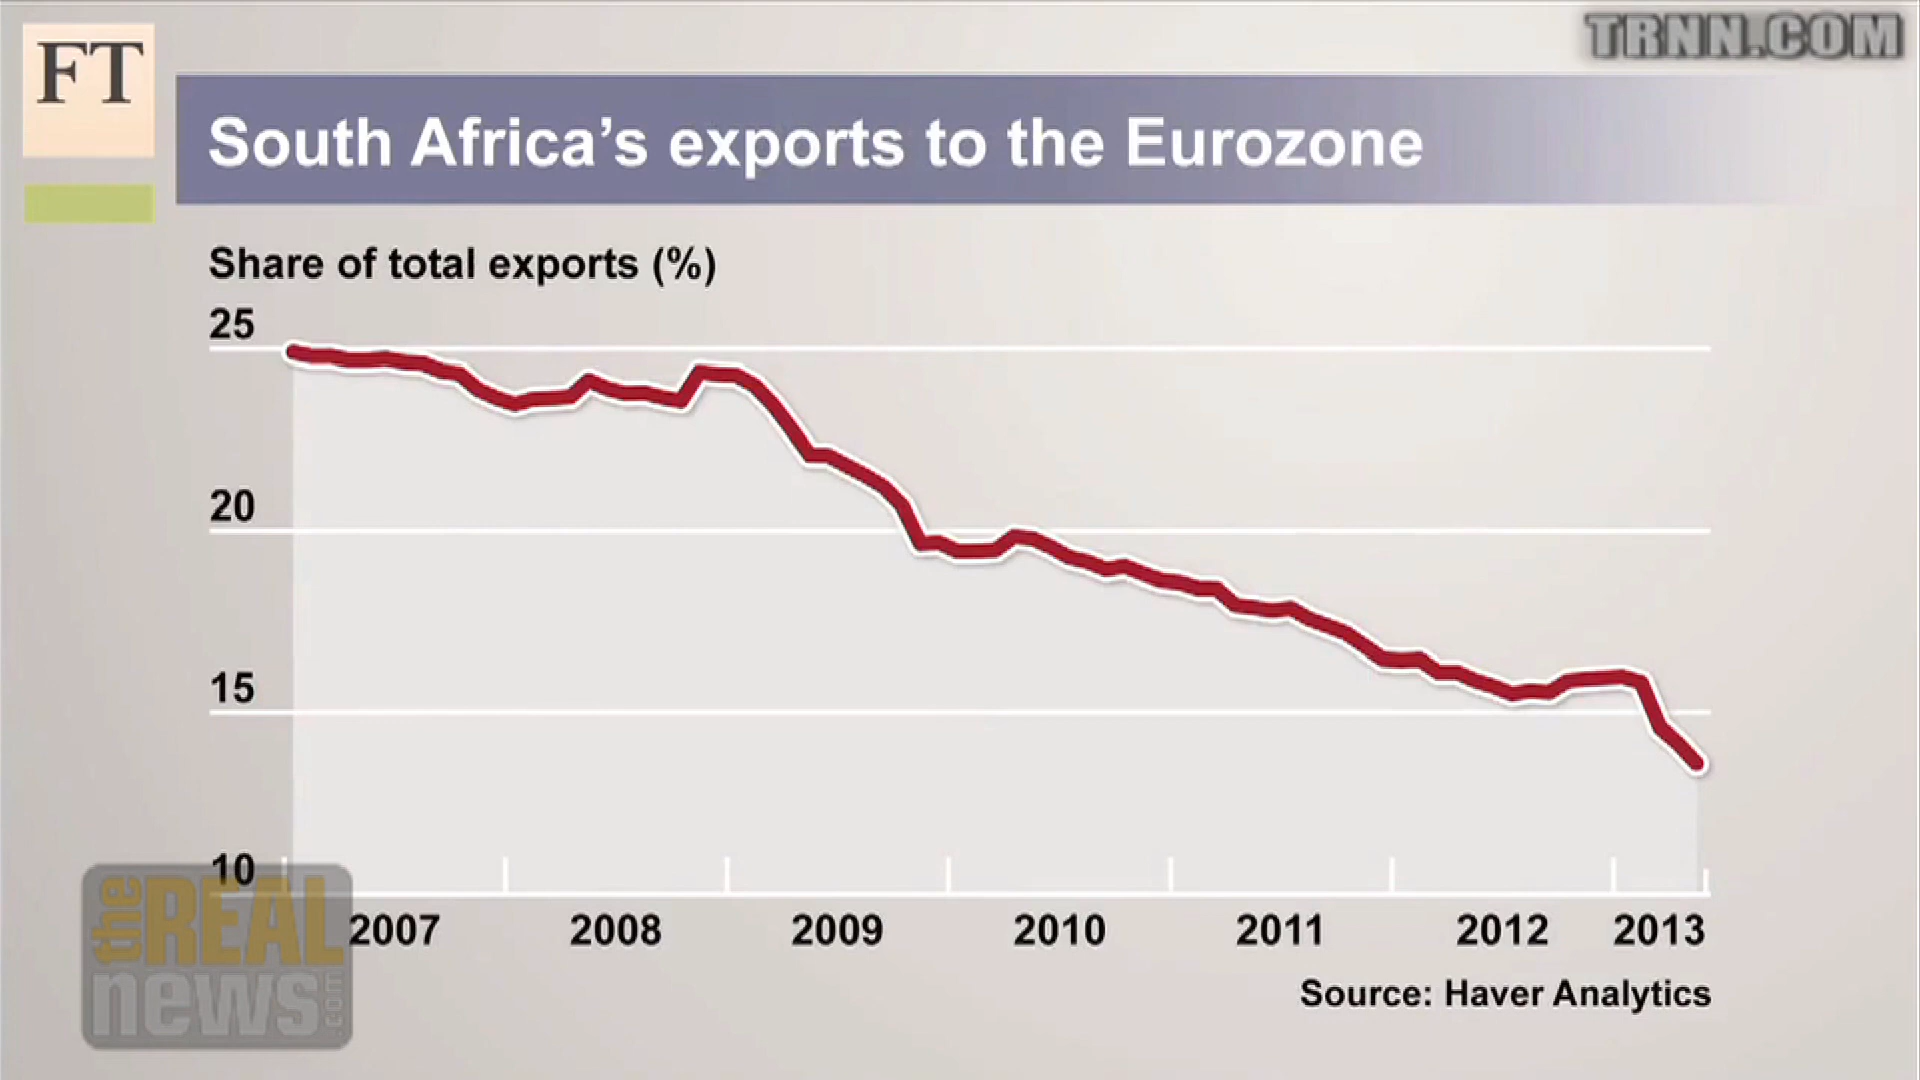 FT
TRNN.COM
South Africa’s exports to the Eurozone
Share of total exports (%)
25
20
15
10
2007 2008 2009 2010 2011 2012 2013
Source: Haver Analytics
the REAL
news.com